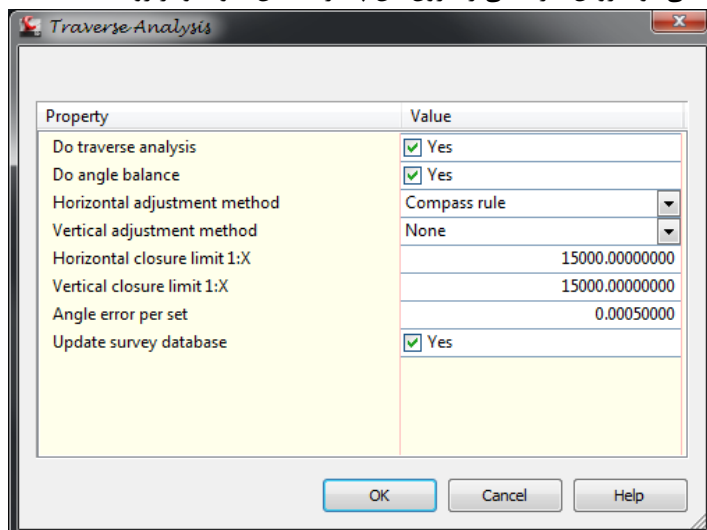 Traverse Analysis
Property Value
Do traverse analysis Yes
Do angle balance Yes
Horizontal adjustment method Compass rule
Vertical adjustment method None
Horizontal closure limit 1:X 15000.00000000
Vertical closure limit 1:X 15000.00000000
Angle error per set 0.00050000
Update survey database Yes
OK Cancel Help